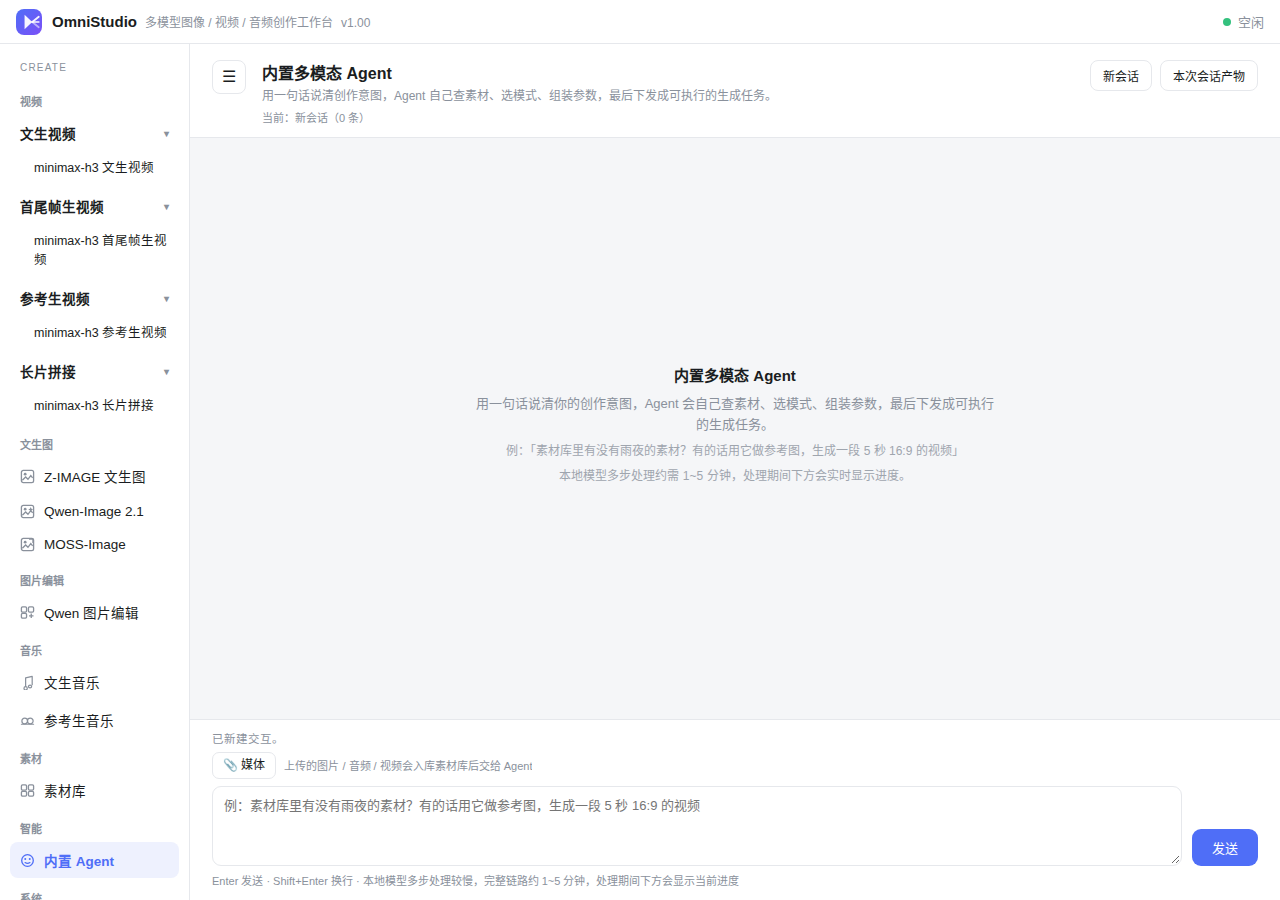 OmniStudio 多模型图像 / 视频 / 音频创作工作台 v1.00
空闲
CREATE
视频
文生视频
minimax-h3 文生视频
首尾帧生视频
minimax-h3 首尾帧生视
频
参考生视频
minimax-h3 参考生视频
长片拼接
minimax-h3 长片拼接
文生图
Z-IMAGE 文生图
Qwen-Image 2.1
MOSS-Image
图片编辑
Qwen 图片编辑
音乐
文生音乐
参考生音乐
素材
素材库
智能
内置 Agent
系统
内置多模态 Agent
用一句话说清创作意图，Agent 自己查素材、选模式、组装参数，最后下发成可执行的生成任务。
当前：新会话（0 条）
新会话
本次会话产物
内置多模态 Agent
用一句话说清你的创作意图，Agent 会自己查素材、选模式、组装参数，最后下发成可执行
的生成任务。
例：「素材库里有没有雨夜的素材？有的话用它做参考图，生成一段 5 秒 16:9 的视频」
本地模型多步处理约需 1~5 分钟，处理期间下方会实时显示进度。
已新建交互。
媒体 上传的图片 / 音频 / 视频会入库素材库后交给 Agent
例：素材库里有没有雨夜的素材？有的话用它做参考图，生成一段 5 秒 16:9 的视频
发送
Enter 发送 · Shift+Enter 换行 · 本地模型多步处理较慢，完整链路约 1~5 分钟，处理期间下方会显示当前进度